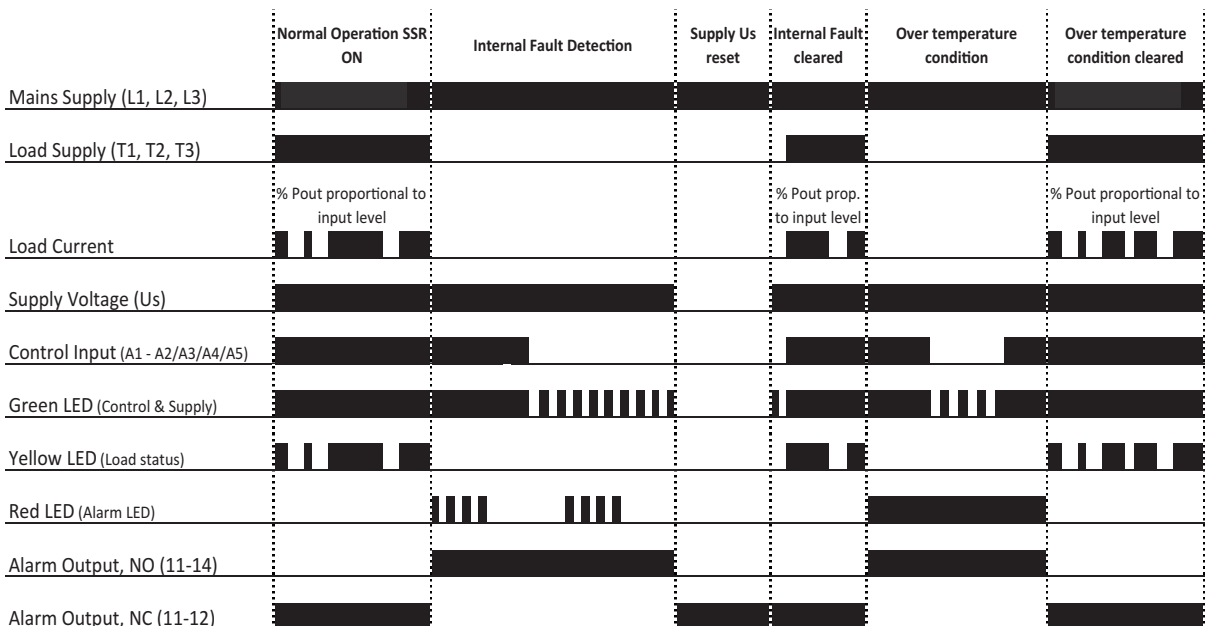 Normal Operation SSR
ON
Internal Fault Detection
Supply Us
reset
Internal Fault
cleared
Over temperature
condition
Over temperature
condition cleared
Mains Supply (L1, L2, L3)
Load Supply (T1, T2, T3)
% Pout proportional to
input level
% Pout prop.
to input level
% Pout proportional to
input level
Load Current
Supply Voltage (Us)
Control Input (A1 - A2/A3/A4/A5)
Green LED (Control & Supply)
Yellow LED (Load status)
Red LED (Alarm LED)
Alarm Output, NO (11-14)
Alarm Output, NC (11-12)